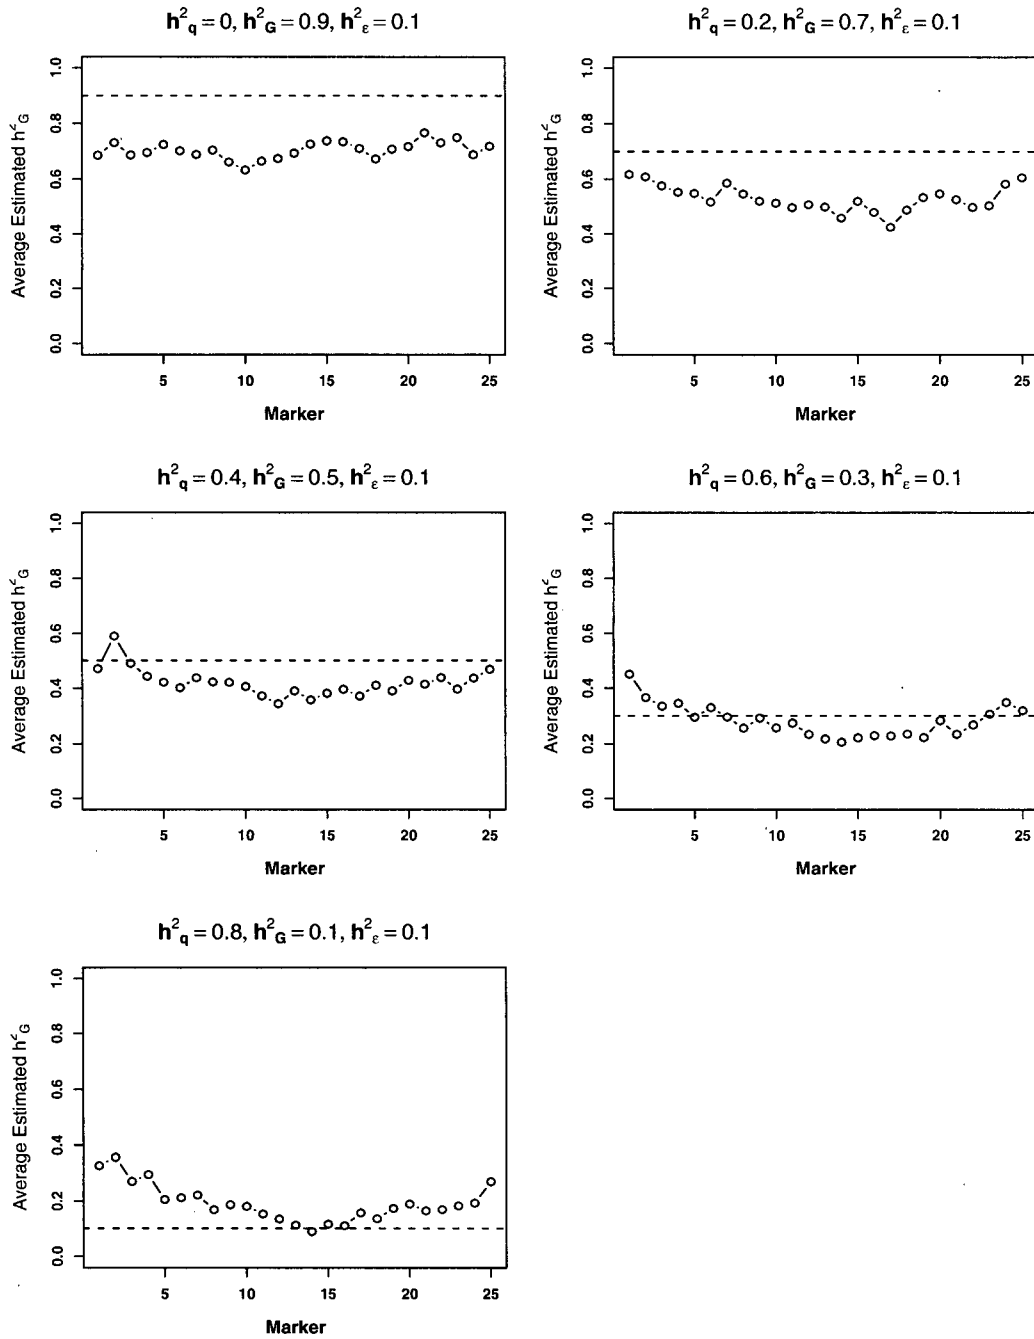 h²q = 0, h²G = 0.9, h²ε = 0.1
Average Estimated h²G
1.0
0.8
0.6
0.4
0.2
0.0
5 10 15 20 25
Marker
h²q = 0.2, h²G = 0.7, h²ε = 0.1
Average Estimated h²G
1.0
0.8
0.6
0.4
0.2
0.0
5 10 15 20 25
Marker
h²q = 0.4, h²G = 0.5, h²ε = 0.1
Average Estimated h²G
1.0
0.8
0.6
0.4
0.2
0.0
5 10 15 20 25
Marker
h²q = 0.6, h²G = 0.3, h²ε = 0.1
Average Estimated h²G
1.0
0.8
0.6
0.4
0.2
0.0
5 10 15 20 25
Marker
h²q = 0.8, h²G = 0.1, h²ε = 0.1
Average Estimated h²G
1.0
0.8
0.6
0.4
0.2
0.0
5 10 15 20 25
Marker